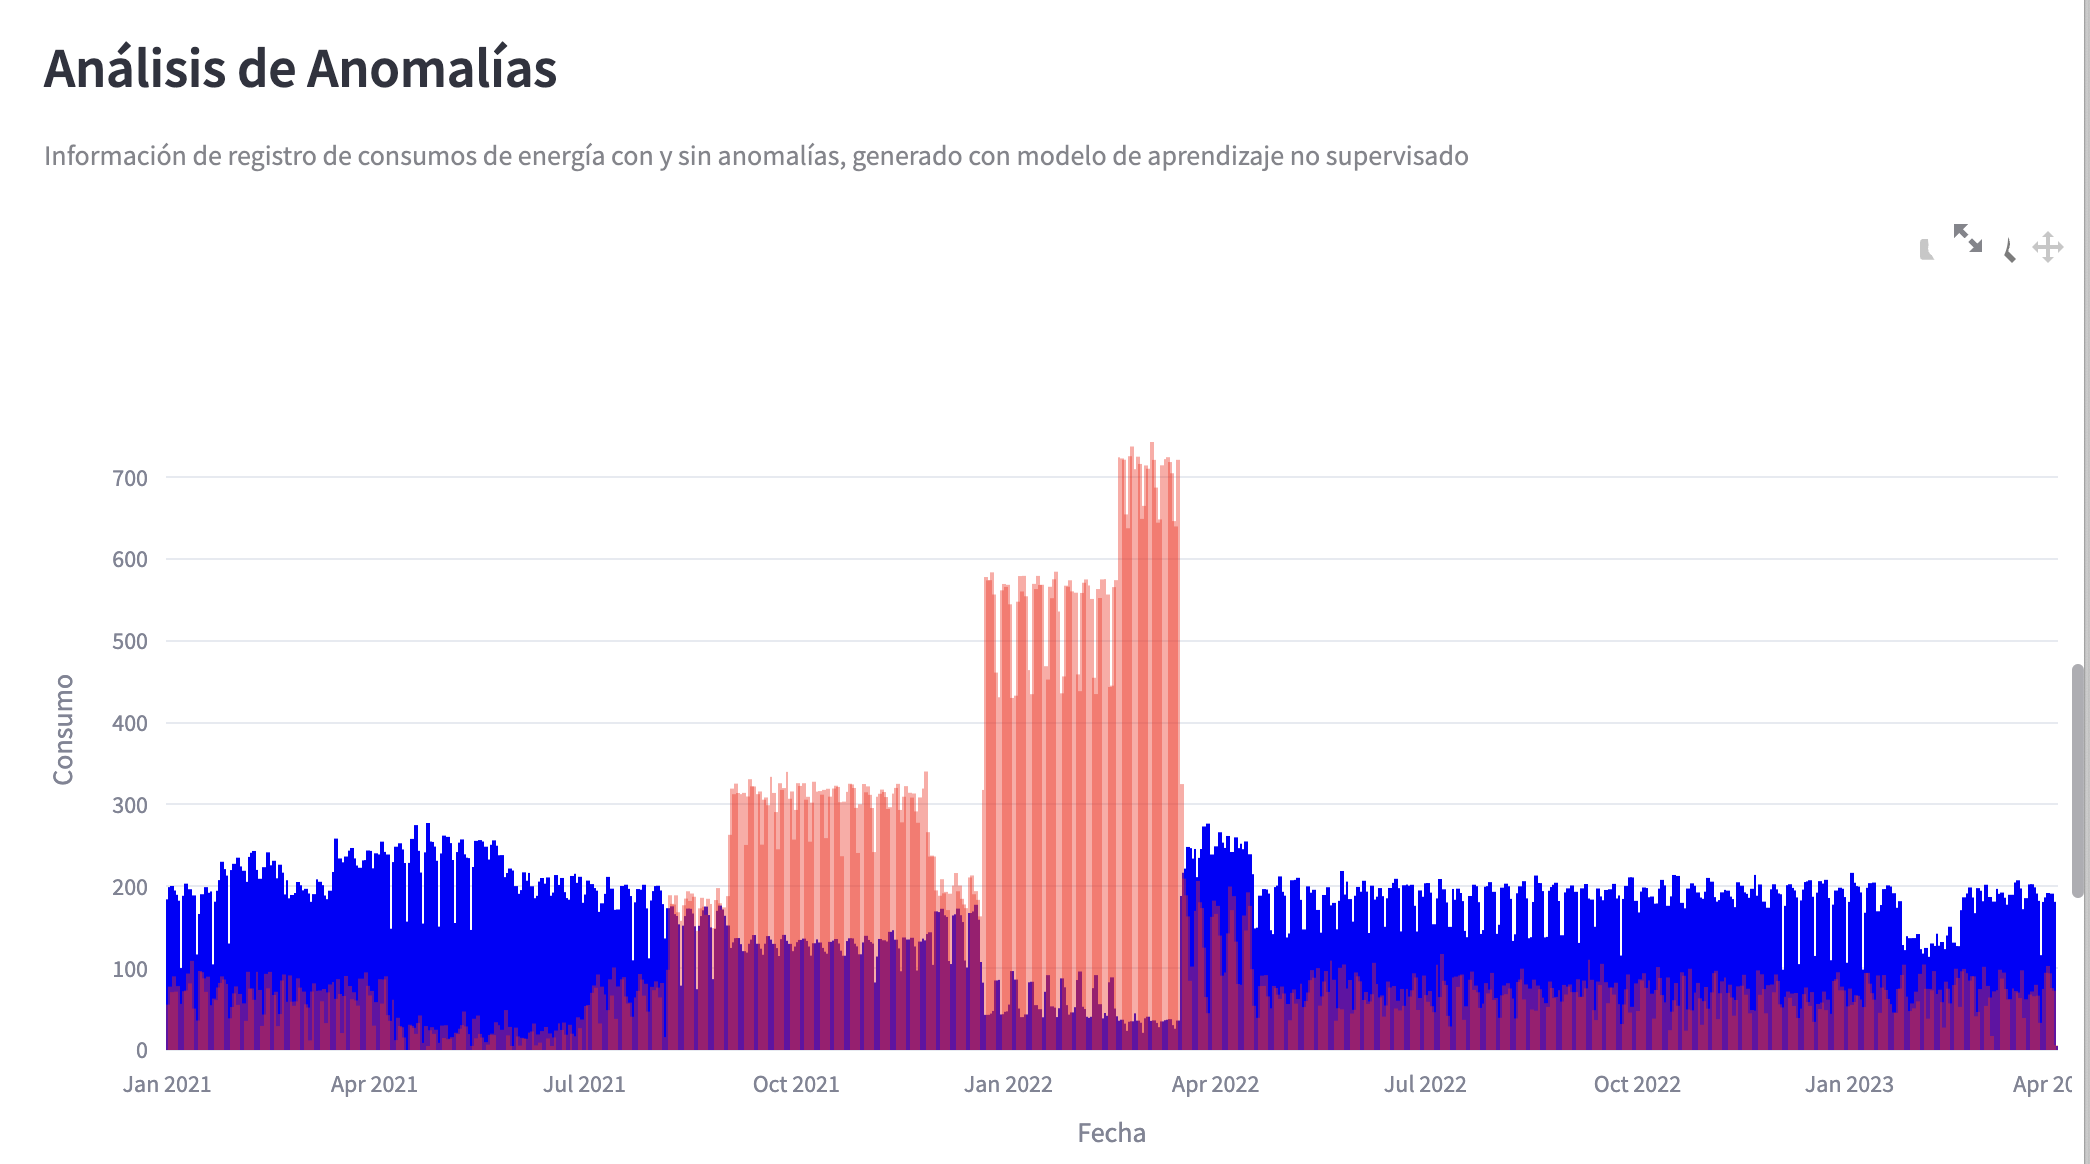 Análisis de Anomalías
Información de registro de consumos de energía con y sin anomalías, generado con modelo de aprendizaje no supervisado
700
600
500
400
300
200
100
0
Consumo
Jan 2021 Apr 2021 Jul 2021 Oct 2021 Jan 2022 Apr 2022 Jul 2022 Oct 2022 Jan 2023 Apr 20
Fecha